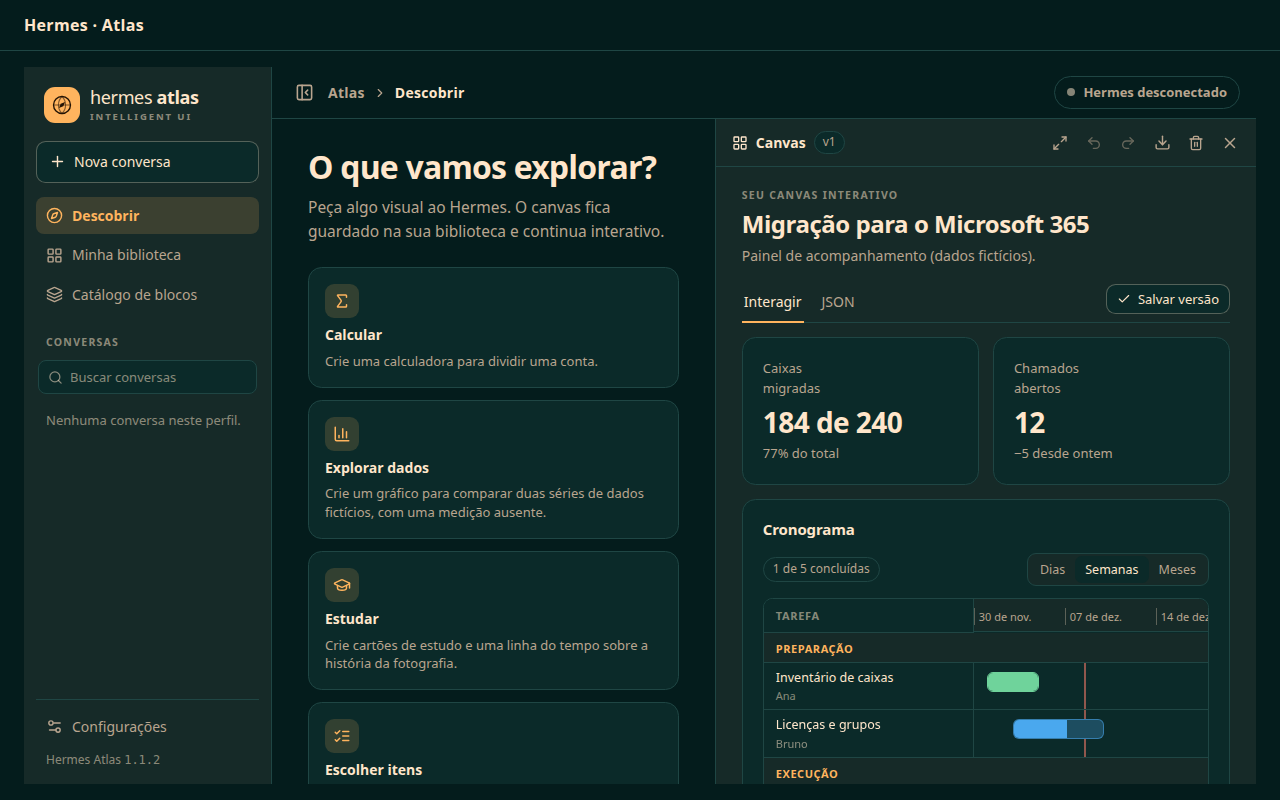 Hermes · Atlas
hermes atlas
INTELLIGENT UI
Nova conversa
Descobrir
Minha biblioteca
Catálogo de blocos
CONVERSAS
Buscar conversas
Nenhuma conversa neste perfil.
Configurações
Hermes Atlas 1.1.2
Atlas > Descobrir
Hermes desconectado
O que vamos explorar?
Peça algo visual ao Hermes. O canvas fica
guardado na sua biblioteca e continua interativo.
Calcular
Crie uma calculadora para dividir uma conta.
Explorar dados
Crie um gráfico para comparar duas séries de dados
fictícios, com uma medição ausente.
Estudar
Crie cartões de estudo e uma linha do tempo sobre a
história da fotografia.
Escolher itens
Canvas v1
SEU CANVAS INTERATIVO
Migração para o Microsoft 365
Painel de acompanhamento (dados fictícios).
Interagir JSON
Salvar versão
Caixas
migradas
184 de 240
77% do total
Chamados
abertos
12
−5 desde ontem
Cronograma
1 de 5 concluídas
Dias Semanas Meses
TAREFA 30 de nov. 07 de dez. 14 de dez
PREPARAÇÃO
Inventário de caixas
Ana
Licenças e grupos
Bruno
EXECUÇÃO